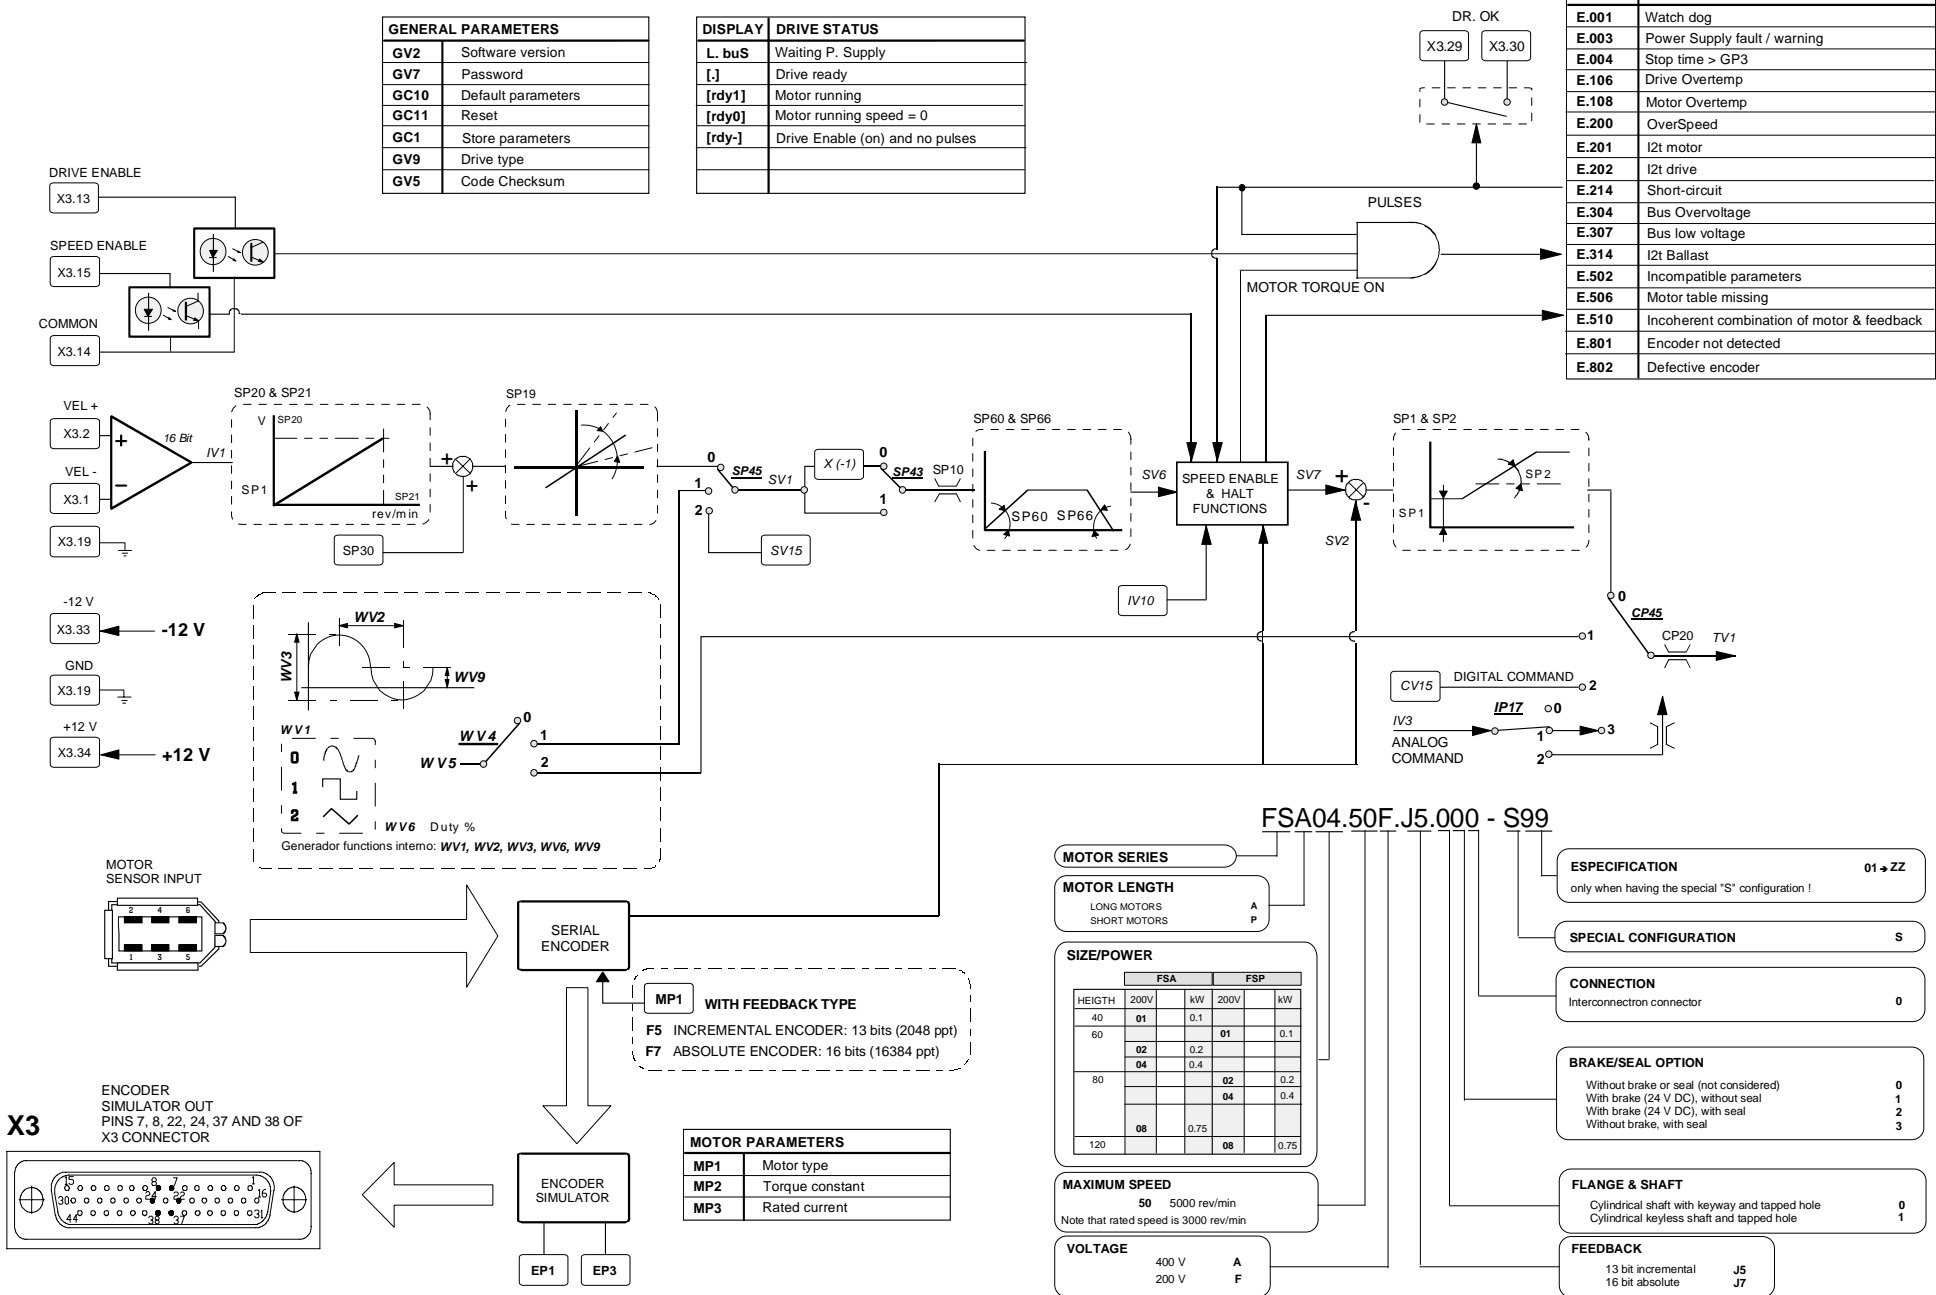 GENERAL PARAMETERS
GV2 Software version
GV7 Password
GC10 Default parameters
GC11 Reset
GC1 Store parameters
GV9 Drive type
GV5 Code Checksum
DISPLAY DRIVE STATUS
L. buS Waiting P. Supply
[.] Drive ready
[rdy1] Motor running
[rdy0] Motor running speed = 0
[rdy-] Drive Enable (on) and no pulses
DR. OK
X3.29 X3.30
E.001 Watch dog
E.003 Power Supply fault / warning
E.004 Stop time > GP3
E.106 Drive Overtemp
E.108 Motor Overtemp
E.200 OverSpeed
E.201 I2t motor
E.202 I2t drive
E.214 Short-circuit
E.304 Bus Overvoltage
E.307 Bus low voltage
E.314 I2t Ballast
E.502 Incompatible parameters
E.506 Motor table missing
E.510 Incoherent combination of motor & feedback
E.801 Encoder not detected
E.802 Defective encoder
DRIVE ENABLE
X3.13
SPEED ENABLE
X3.15
COMMON
X3.14
PULSES
MOTOR TORQUE ON
VEL +
X3.2
VEL -
X3.1
X3.19
+
-
16 Bit
IV1
SP20 & SP21
V SP20
SP1
SP21
rev/min
+
+
SP30
SP19
0
1
2
SP45
SV1
SV15
X (-1)
0
1
SP43
SP10
SP60 & SP66
SP60 SP66
SV6
SPEED ENABLE
& HALT
FUNCTIONS
SV7
IV10
+
-
SV2
SP1 & SP2
SP2
SP1
0
CP45
1
CP20
TV1
CV15
DIGITAL COMMAND
2
IV3
ANALOG
COMMAND
IP17
0
1
2
3
-12 V
X3.33
-12 V
GND
X3.19
+12 V
X3.34
+12 V
WV2
WV3
WV9
WV1
0
1
2
WV4
WV5
0
1
2
WV6 Duty %
Generador functions interno: WV1, WV2, WV3, WV6, WV9
MOTOR
SENSOR INPUT
2 4 6
1 3 5
SERIAL
ENCODER
MP1 WITH FEEDBACK TYPE
F5 INCREMENTAL ENCODER: 13 bits (2048 ppt)
F7 ABSOLUTE ENCODER: 16 bits (16384 ppt)
X3
ENCODER
SIMULATOR OUT
PINS 7, 8, 22, 24, 37 AND 38 OF
X3 CONNECTOR
15 8 7 1
30 24 22 16
44 38 37 31
ENCODER
SIMULATOR
EP1 EP3
MOTOR PARAMETERS
MP1 Motor type
MP2 Torque constant
MP3 Rated current
FSA04.50F.J5.000 - S99
MOTOR SERIES
MOTOR LENGTH
LONG MOTORS A
SHORT MOTORS P
SIZE/POWER
FSA FSP
HEIGTH 200V kW 200V kW
40 01 0.1
60 01 0.1
02 0.2
04 0.4
80 02 0.2
04 0.4
08 0.75
120 08 0.75
MAXIMUM SPEED
50 5000 rev/min
Note that rated speed is 3000 rev/min
VOLTAGE
400 V A
200 V F
ESPECIFICATION 01→ZZ
only when having the special "S" configuration !
SPECIAL CONFIGURATION S
CONNECTION
Interconnectron connector 0
BRAKE/SEAL OPTION
Without brake or seal (not considered) 0
With brake (24 V DC), without seal 1
With brake (24 V DC), with seal 2
Without brake, with seal 3
FLANGE & SHAFT
Cylindrical shaft with keyway and tapped hole 0
Cylindrical keyless shaft and tapped hole 1
FEEDBACK
13 bit incremental J5
16 bit absolute J7